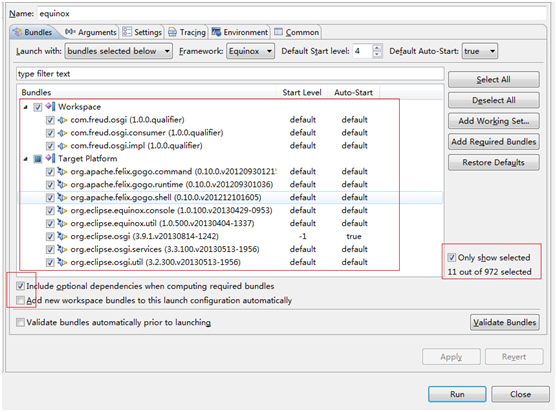 Name: equinox
Bundles Arguments Settings Tracing Environment Common
Launch with: bundles selected below Framework: Equinox Default Start level: 4 Default Auto-Start: true
type filter text
Bundles Start Level Auto-Start
Workspace
com.freud.osgi (1.0.0.qualifier) default default
com.freud.osgi.consumer (1.0.0.qualifier) default default
com.freud.osgi.impl (1.0.0.qualifier) default default
Target Platform
org.apache.felix.gogo.command (0.10.0.v201209301215 default default
org.apache.felix.gogo.runtime (0.10.0.v201209301036) default default
org.apache.felix.gogo.shell (0.10.0.v201212101605) default default
org.eclipse.equinox.console (1.0.100.v20130429-0953) default default
org.eclipse.equinox.util (1.0.500.v20130404-1337) default default
org.eclipse.osgi (3.9.1.v20130814-1242) -1 true
org.eclipse.osgi.services (3.3.100.v20130513-1956) default default
org.eclipse.osgi.util (3.2.300.v20130513-1956) default default
Select All
Deselect All
Add Working Set...
Add Required Bundles
Restore Defaults
Only show selected
11 out of 972 selected
Include optional dependencies when computing required bundles
Add new workspace bundles to this launch configuration automatically
Validate bundles automatically prior to launching Validate Bundles
Apply Revert
Run Close